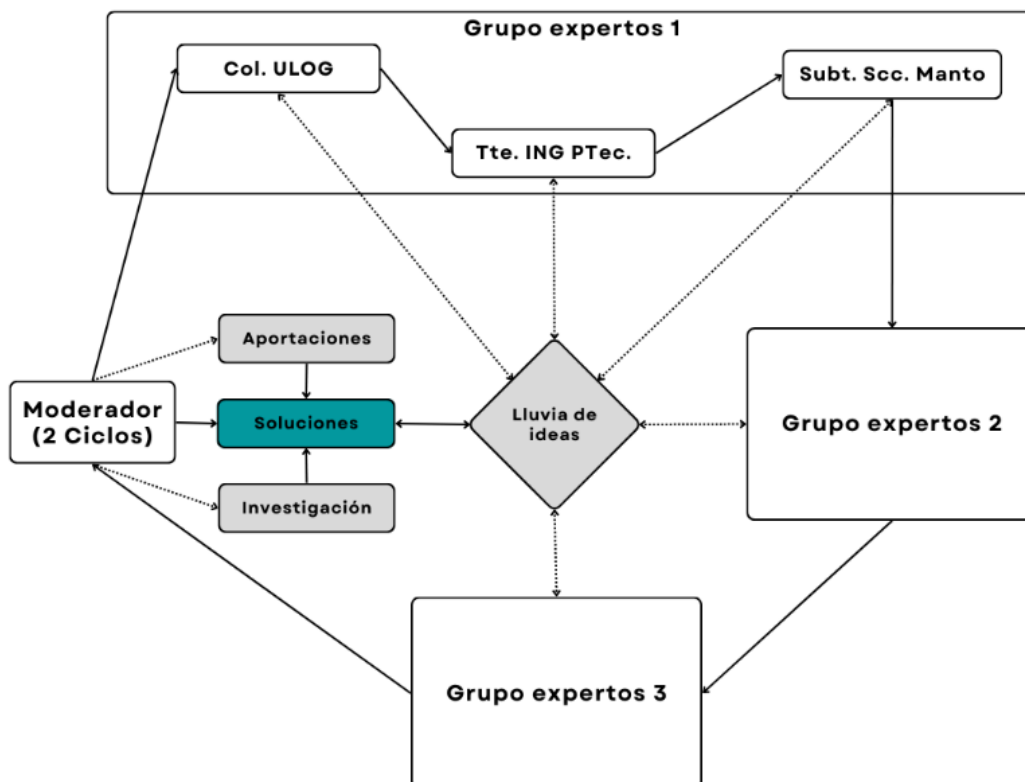 Grupo expertos 1
Col. ULOG
Subt. Scc. Manto
Tte. ING PTec.
Aportaciones
Moderador
(2 Ciclos)
Soluciones
Lluvia de
ideas
Grupo expertos 2
Investigación
Grupo expertos 3